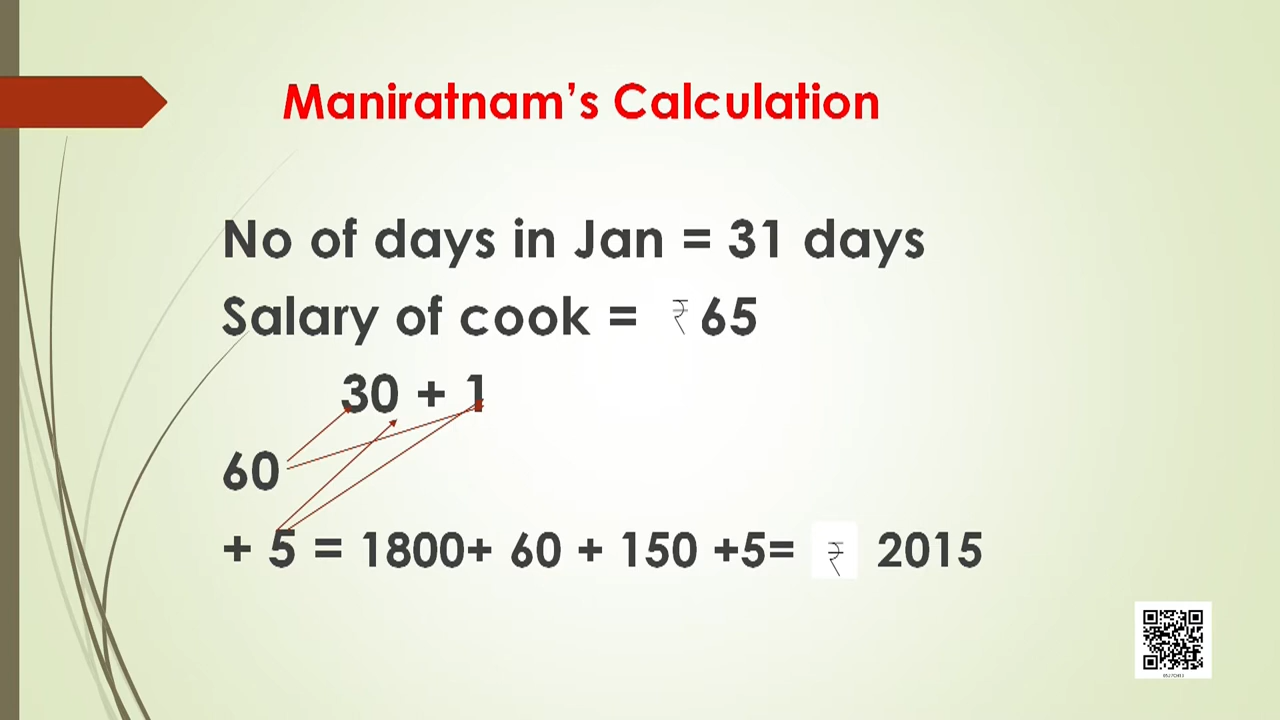 Maniratnam's Calculation
No of days in Jan = 31 days
Salary of cook = ₹ 65
30 + 1
60
+ 5 = 1800+ 60 + 150 +5= ₹ 2015